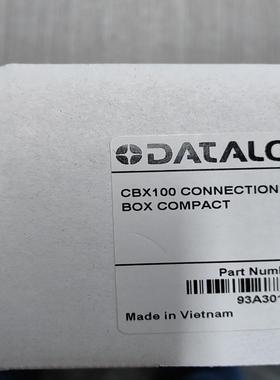 DATALO
CBX100 CONNECTION
BOX COMPACT
Part Numb
93A301
Made in Vietnam